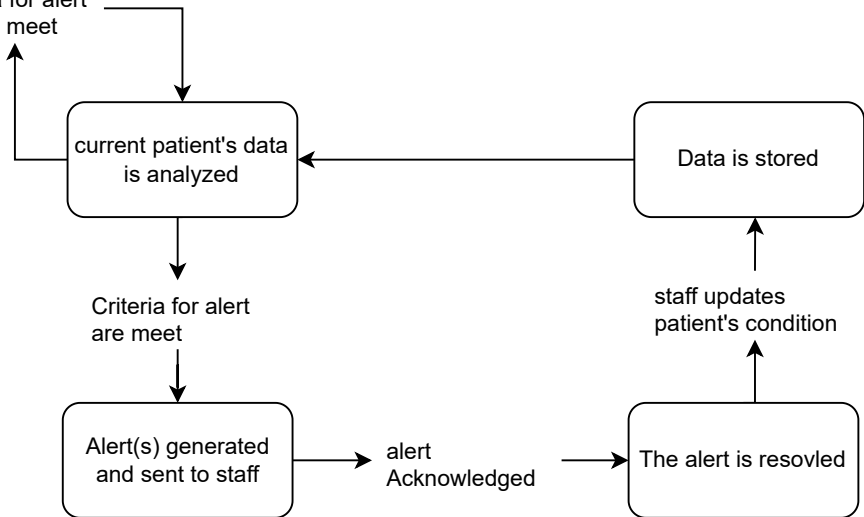 for alert
meet
current patient's data
is analyzed
Data is stored
Criteria for alert
are meet
staff updates
patient's condition
Alert(s) generated
and sent to staff
alert
Acknowledged
The alert is resovled